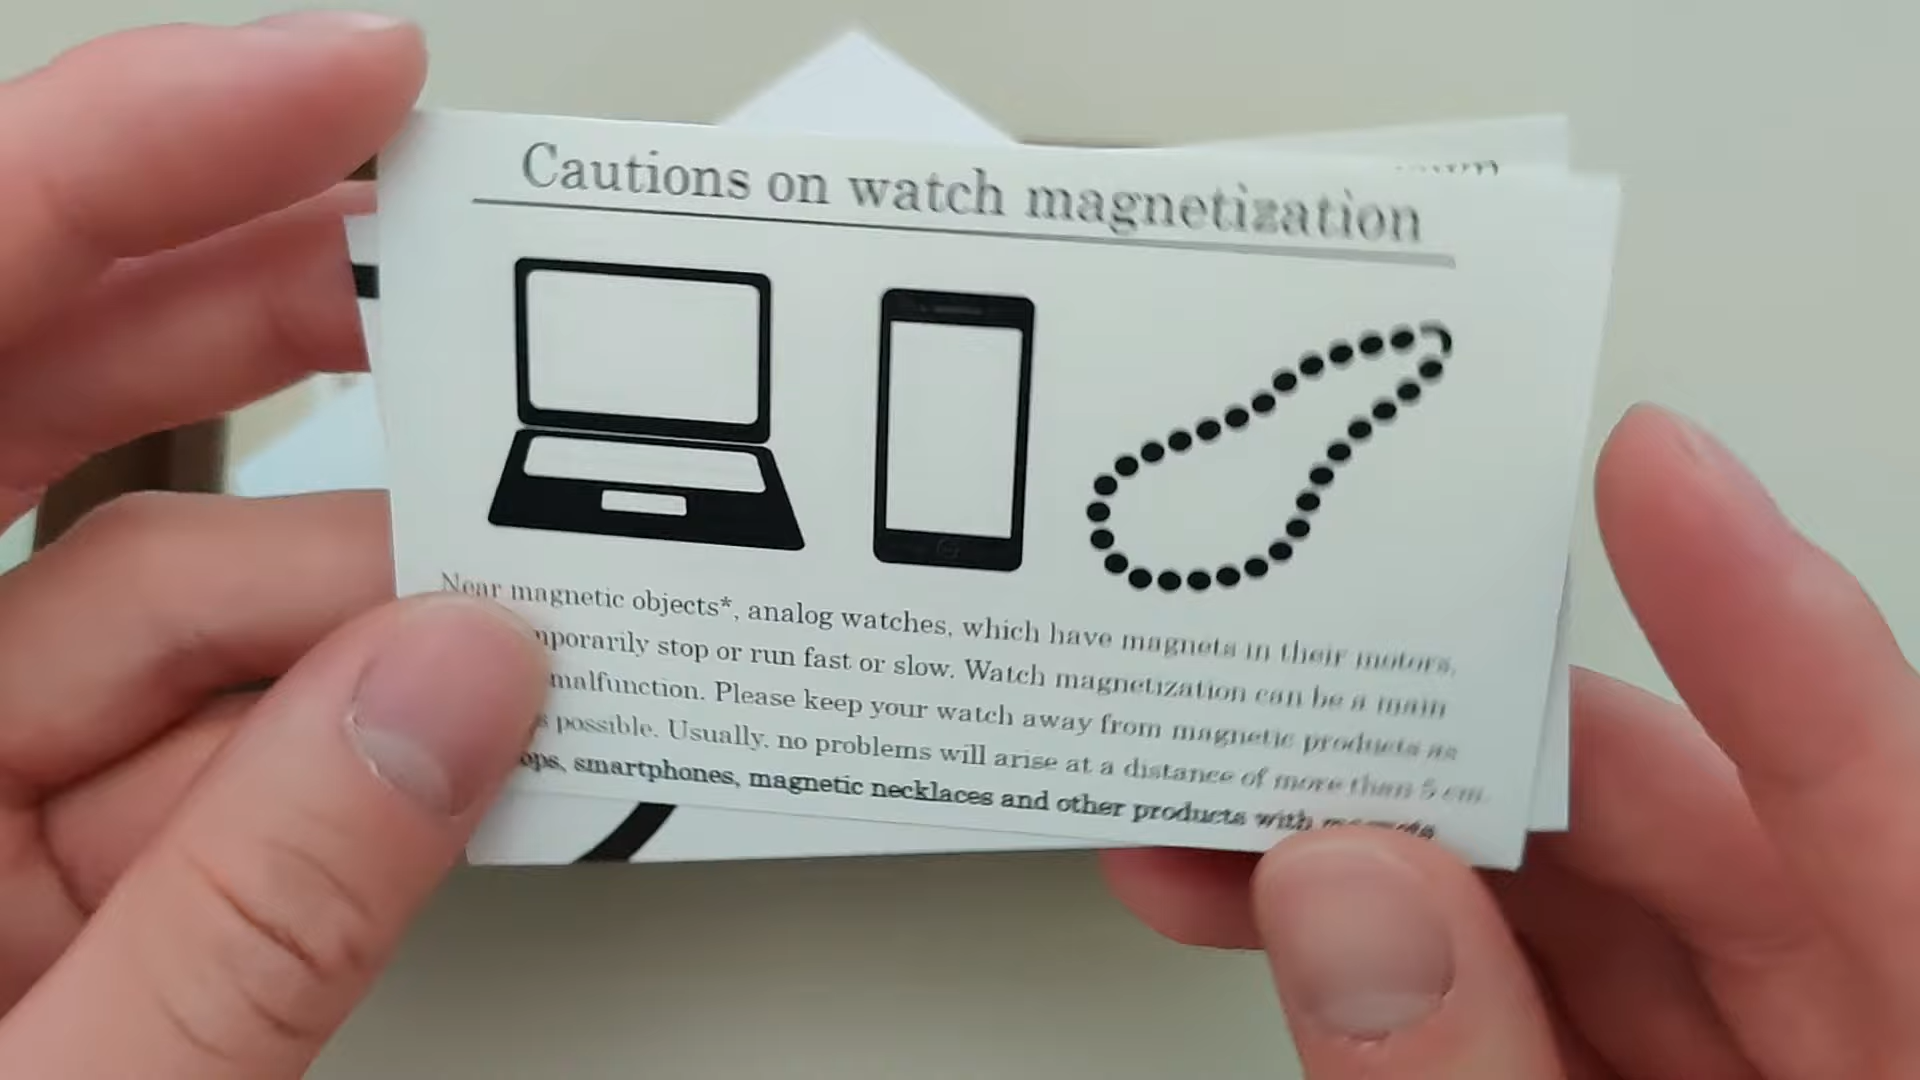 Cautions on watch magnetization
Near magnetic objects*, analog watches, which have magnets in their motors,
stop or run fast or slow. Watch magnetization can be a main
malfunction. Please keep your watch away from magnetic products as
possible. Usually, no problems will arise at a distance of more than 5 cm.
smartphones, magnetic necklaces and other products with